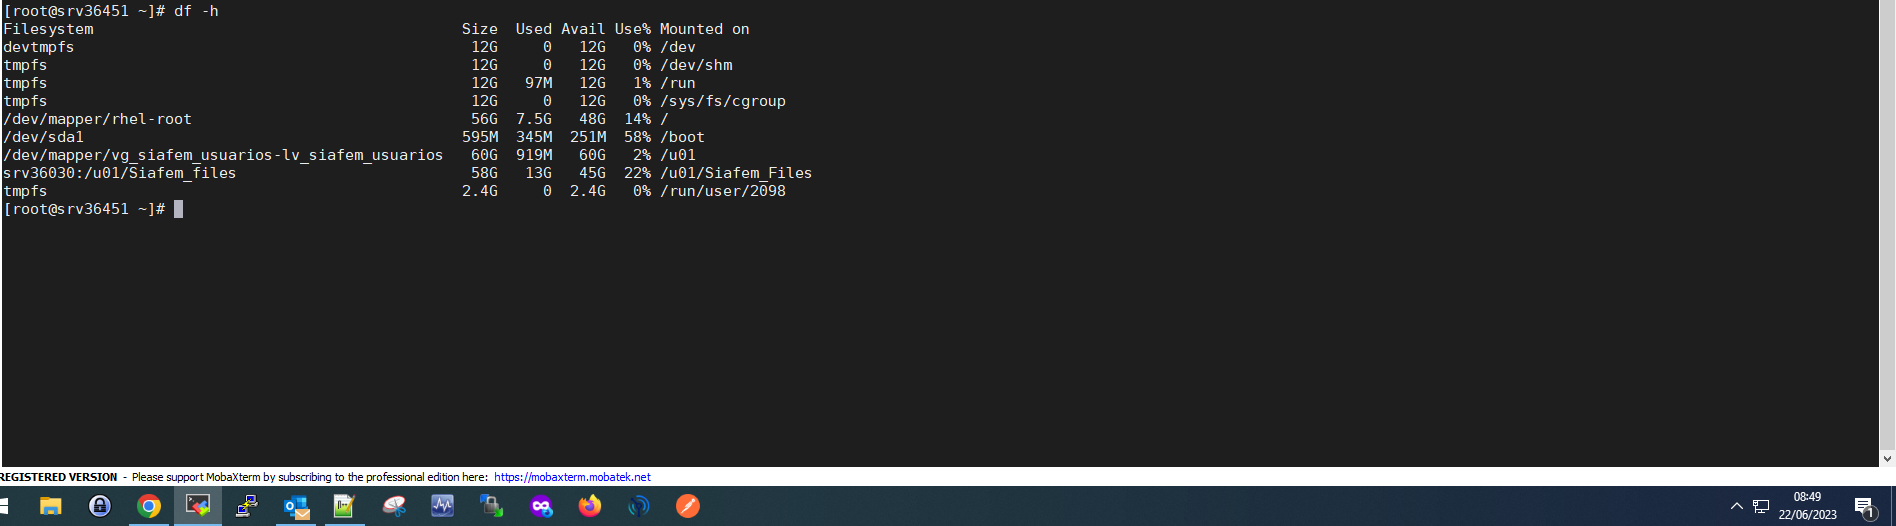 [root@srv36451 ~]# df -h
Filesystem                                         Size  Used Avail Use% Mounted on
devtmpfs                                            12G     0   12G   0% /dev
tmpfs                                               12G     0   12G   0% /dev/shm
tmpfs                                               12G   97M   12G   1% /run
tmpfs                                               12G     0   12G   0% /sys/fs/cgroup
/dev/mapper/rhel-root                               56G  7.5G   48G  14% /
/dev/sda1                                          595M  345M  251M  58% /boot
/dev/mapper/vg_siafem_usuarios-lv_siafem_usuarios   60G  919M   60G   2% /u01
srv36030:/u01/Siafem_files                          58G   13G   45G  22% /u01/Siafem_Files
tmpfs                                              2.4G     0  2.4G   0% /run/user/2098
[root@srv36451 ~]#
REGISTERED VERSION - Please support MobaXterm by subscribing to the professional edition here: https://mobaxterm.mobatek.net
08:49
22/06/2023
1